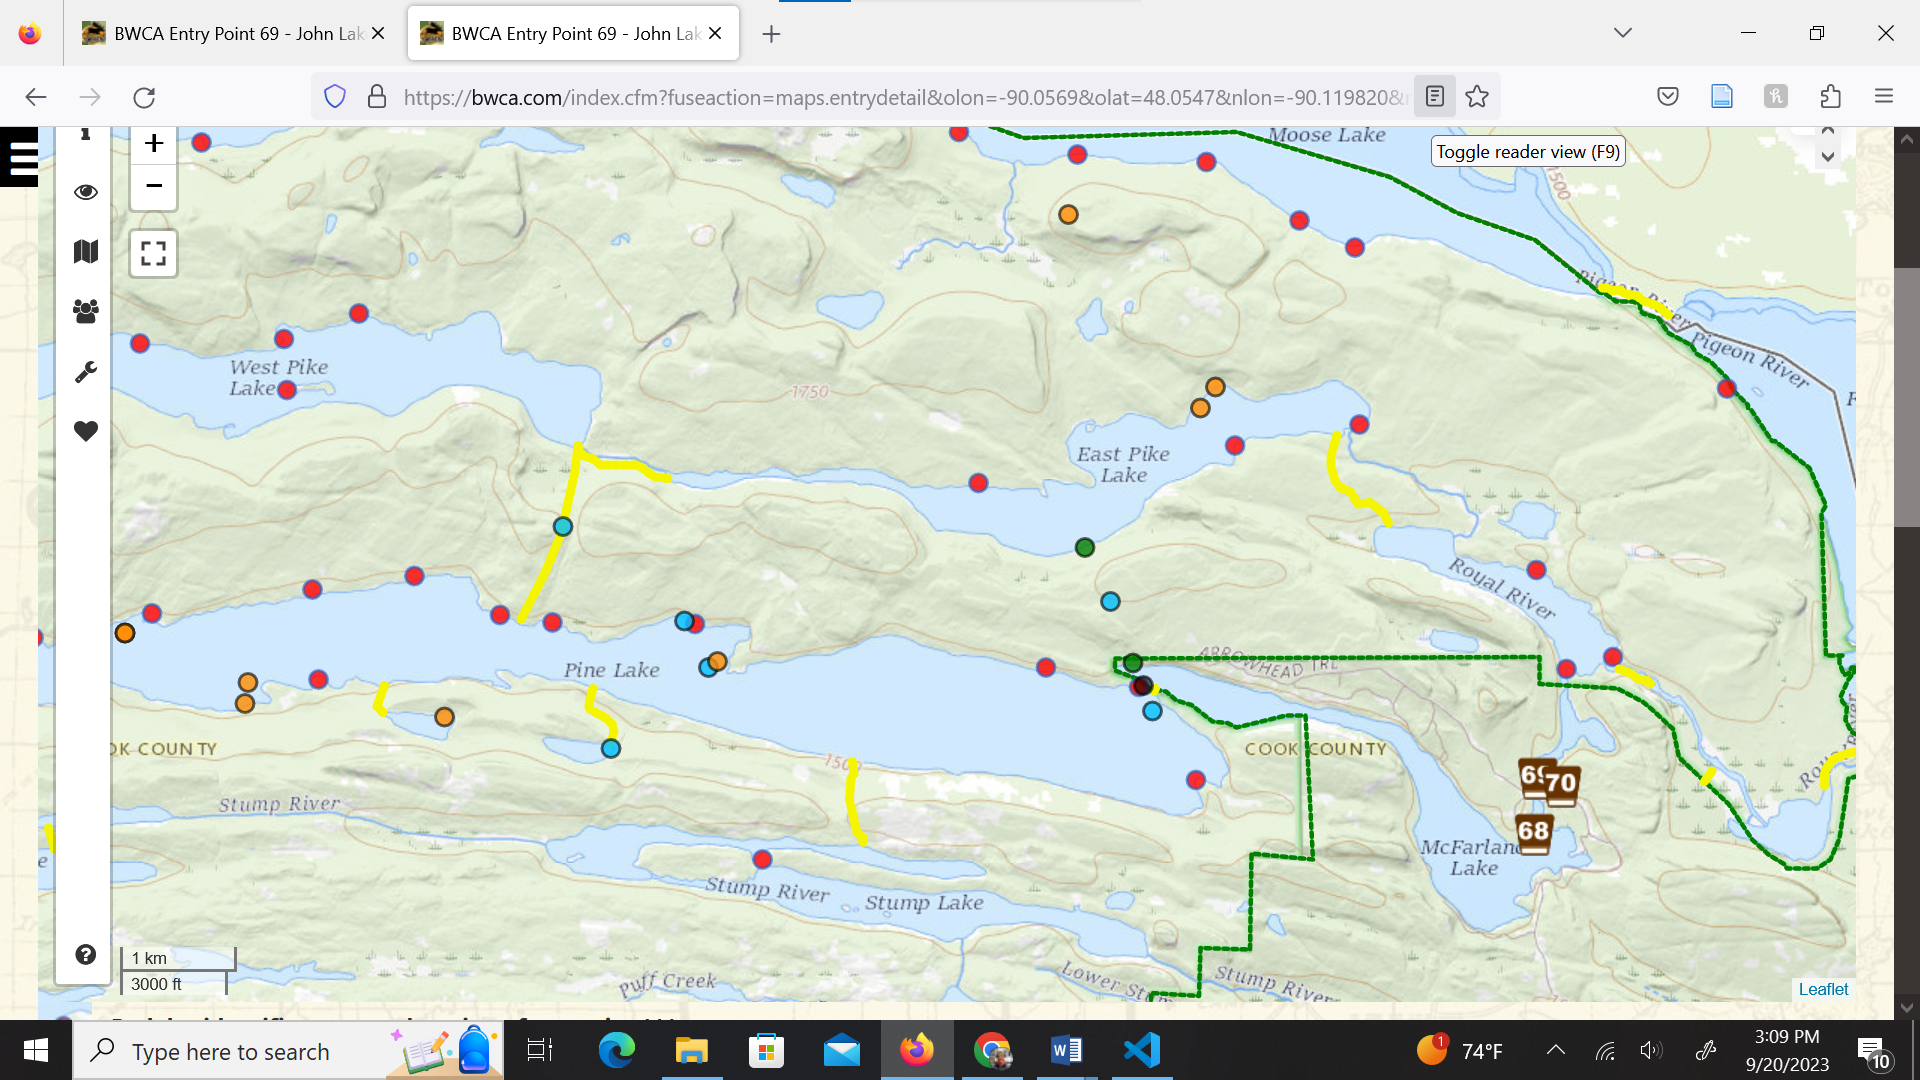 BWCA Entry Point 69 - John Lak
BWCA Entry Point 69 - John Lak
https://bwca.com/index.cfm?fuseaction=maps.entrydetail&olon=-90.0569&olat=48.0547&nlon=-90.119820&
Toggle reader view (F9)
+
−
Moose Lake
1500
Pigeon River
Pigeon River
West Pike
Lake
1750
East Pike
Lake
Royal River
ARROWHEAD TRL
Pine Lake
OK COUNTY
COOK COUNTY
1500
Stump River
69
70
68
McFarland
Lake
Stump River
Stump Lake
Puff Creek
Lower Stum
Stump River
1 km
3000 ft
Leaflet
Type here to search
1
74°F
3:09 PM
9/20/2023
10